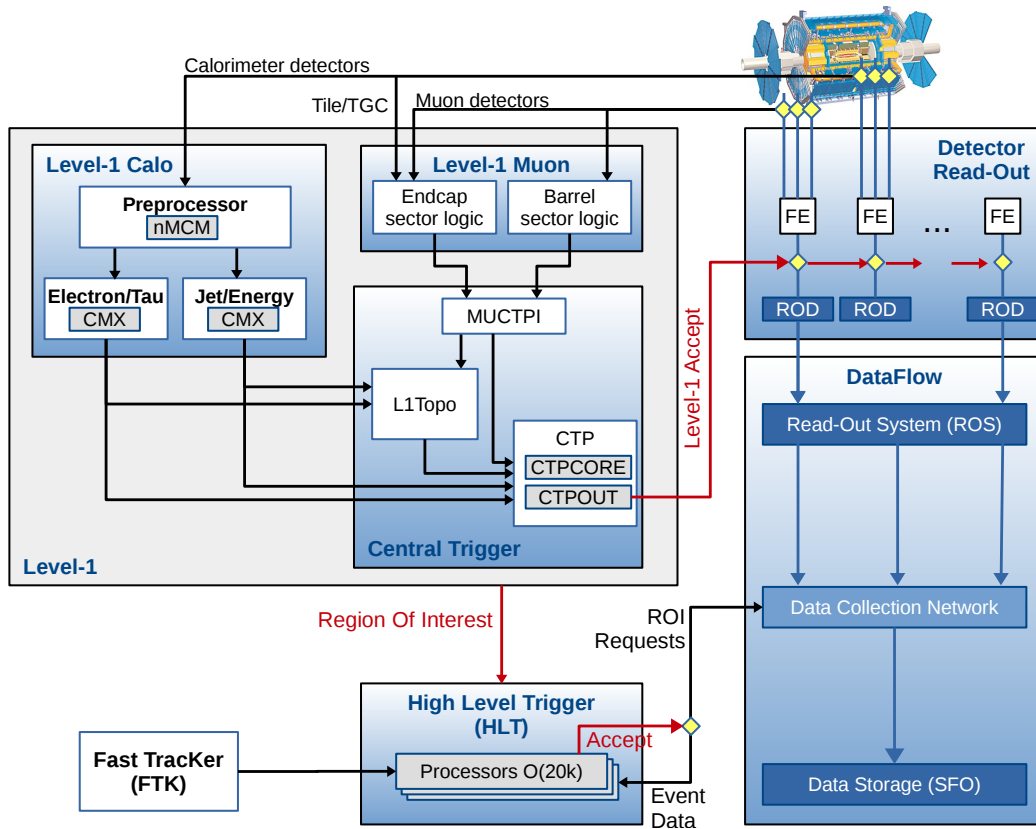 Calorimeter detectors
Tile/TGC
Muon detectors
Level-1 Calo
Preprocessor
nMCM
Electron/Tau
CMX
Jet/Energy
CMX
Level-1 Muon
Endcap
sector logic
Barrel
sector logic
MUCTPI
L1Topo
CTP
CTPCORE
CTPOUT
Central Trigger
Level-1
Level-1 Accept
Detector
Read-Out
FE
FE
...
FE
ROD
ROD
ROD
DataFlow
Read-Out System (ROS)
Data Collection Network
Data Storage (SFO)
Region Of Interest
ROI
Requests
High Level Trigger
(HLT)
Accept
Processors O(20k)
Event
Data
Fast TracKer
(FTK)